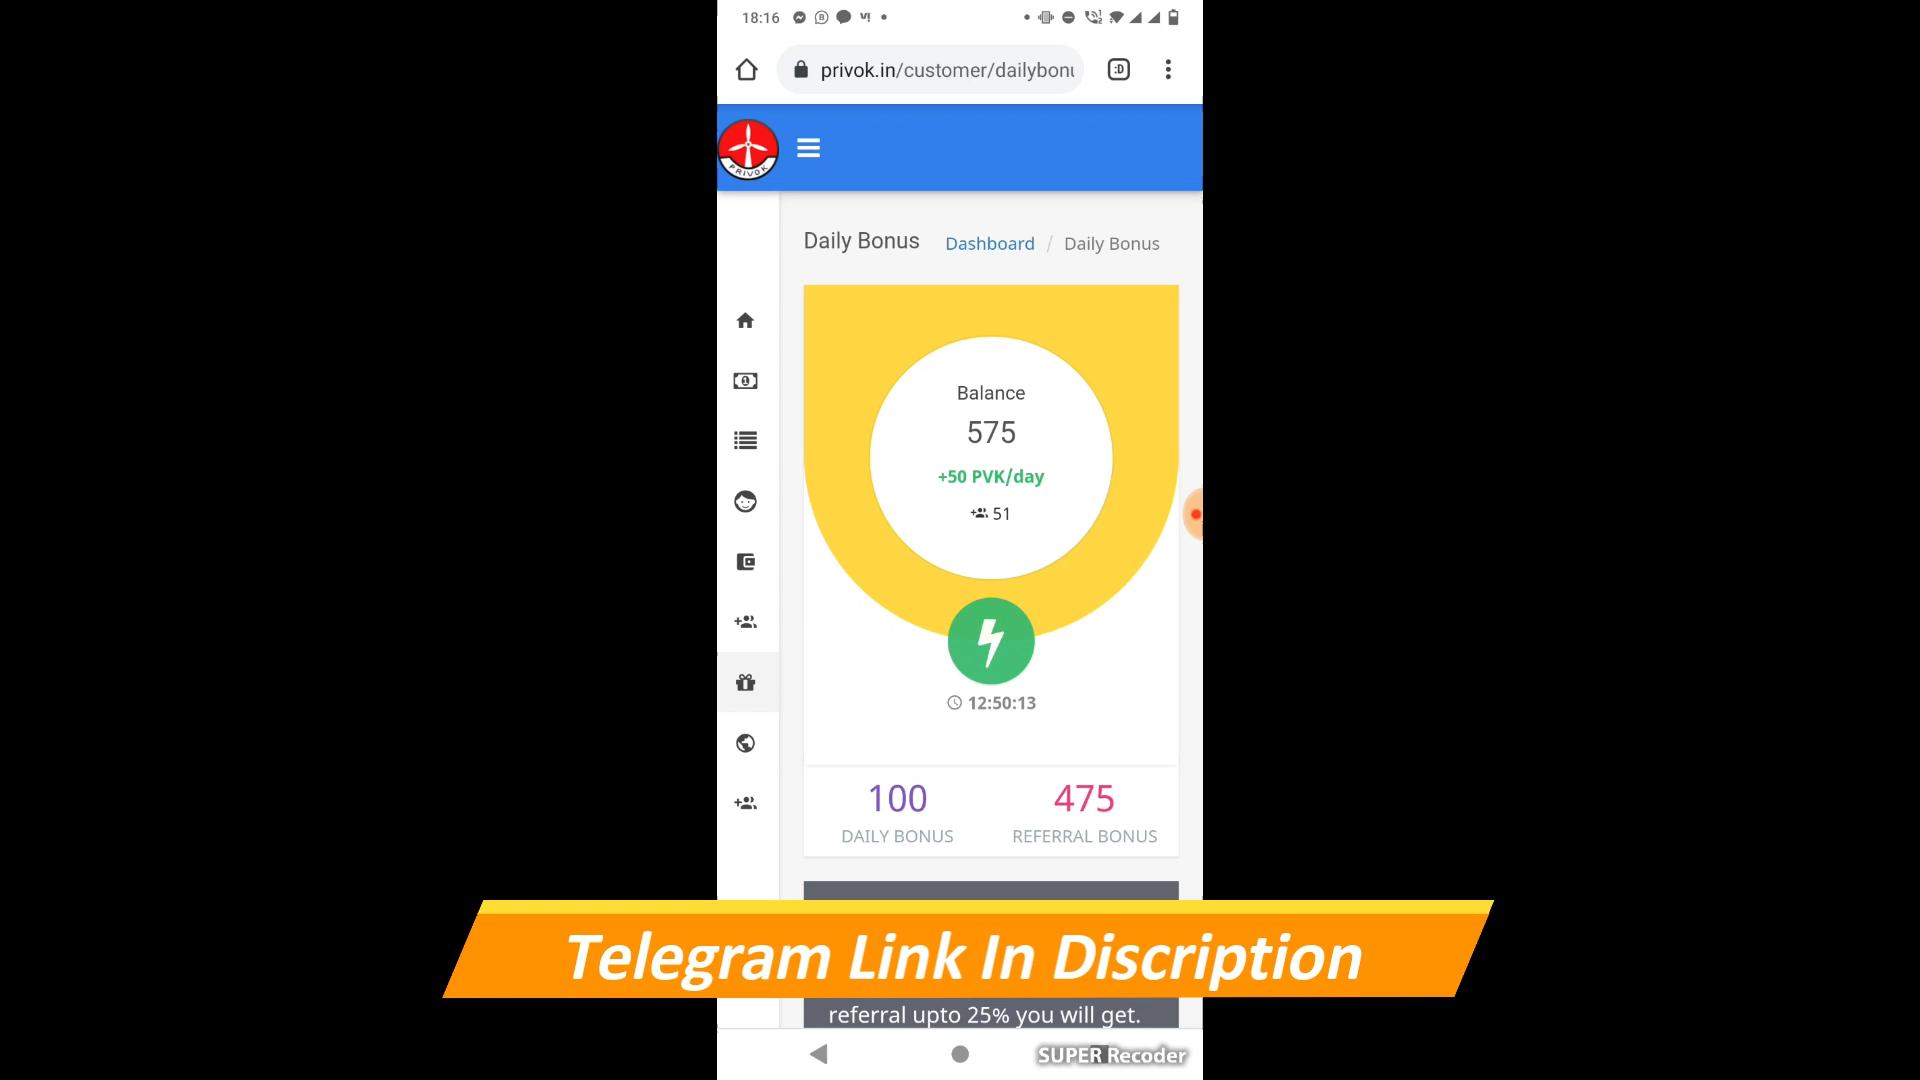 18:16
privok.in/customer/dailybonu
PRIVOK
Daily Bonus
Dashboard / Daily Bonus
Balance
575
+50 PVK/day
51
12:50:13
100 475
DAILY BONUS REFERRAL BONUS
Telegram Link In Discription
referral upto 25% you will get.
SUPER Recoder